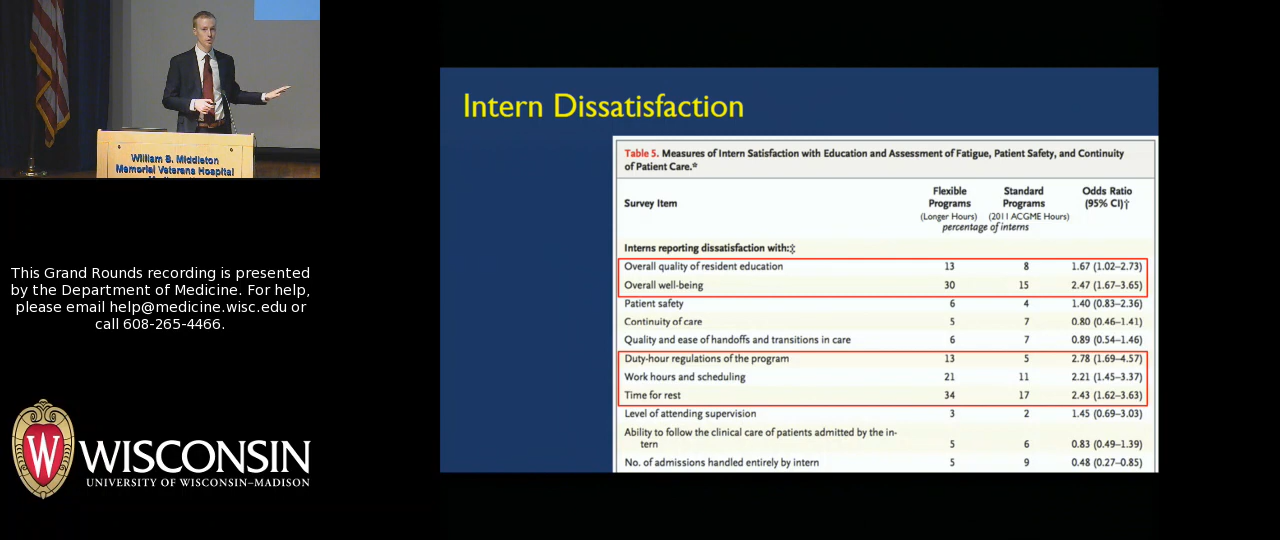 William S. Middleton
Memorial Veterans Hospital
This Grand Rounds recording is presented
by the Department of Medicine. For help,
please email help@medicine.wisc.edu or
call 608-265-4466.
W
WISCONSIN
UNIVERSITY OF WISCONSIN–MADISON
Intern Dissatisfaction
Table 5. Measures of Intern Satisfaction with Education and Assessment of Fatigue, Patient Safety, and Continuity
of Patient Care.*
Survey Item
Flexible
Programs
(Longer Hours)
Standard
Programs
(2011 ACGME Hours)
Odds Ratio
(95% CI)†
percentage of interns
Interns reporting dissatisfaction with:‡
Overall quality of resident education 13 8 1.67 (1.02–2.73)
Overall well-being 30 15 2.47 (1.67–3.65)
Patient safety 6 4 1.40 (0.83–2.36)
Continuity of care 5 7 0.80 (0.46–1.41)
Quality and ease of handoffs and transitions in care 6 7 0.89 (0.54–1.46)
Duty-hour regulations of the program 13 5 2.78 (1.69–4.57)
Work hours and scheduling 21 11 2.21 (1.45–3.37)
Time for rest 34 17 2.43 (1.62–3.63)
Level of attending supervision 3 2 1.45 (0.69–3.03)
Ability to follow the clinical care of patients admitted by the in-
tern 5 6 0.83 (0.49–1.39)
No. of admissions handled entirely by intern 5 9 0.48 (0.27–0.85)